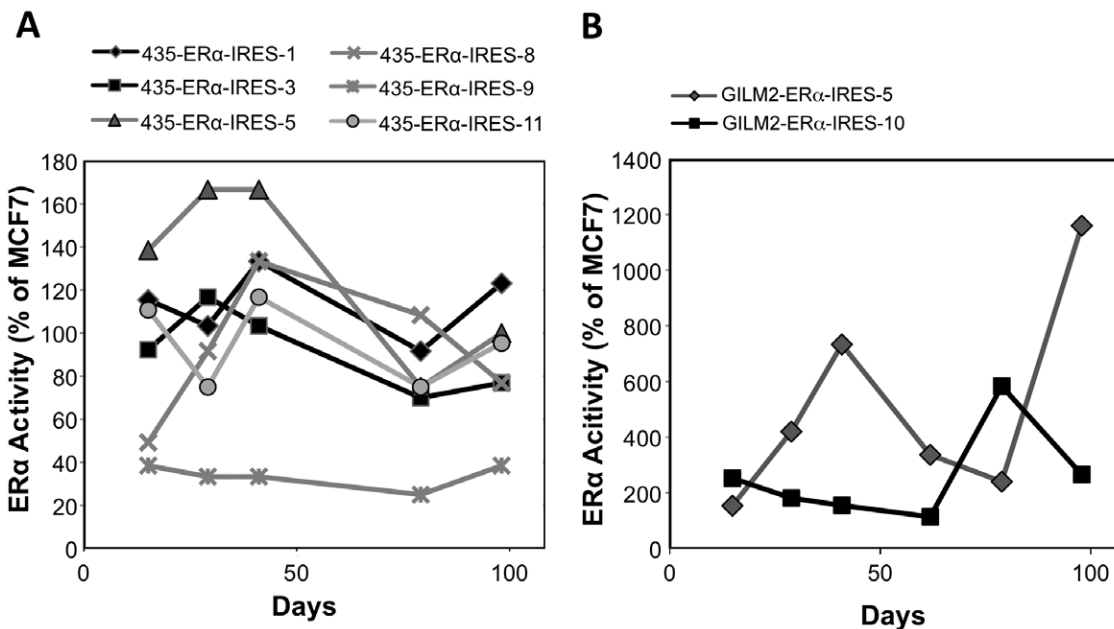 A
435-ERα-IRES-1
435-ERα-IRES-8
435-ERα-IRES-3
435-ERα-IRES-9
435-ERα-IRES-5
435-ERα-IRES-11
ERα Activity (% of MCF7)
180
160
140
120
100
80
60
40
20
0
0 50 100
Days
B
GILM2-ERα-IRES-5
GILM2-ERα-IRES-10
ERα Acitivity (% of MCF7)
1400
1200
1000
800
600
400
200
0
0 50 100
Days